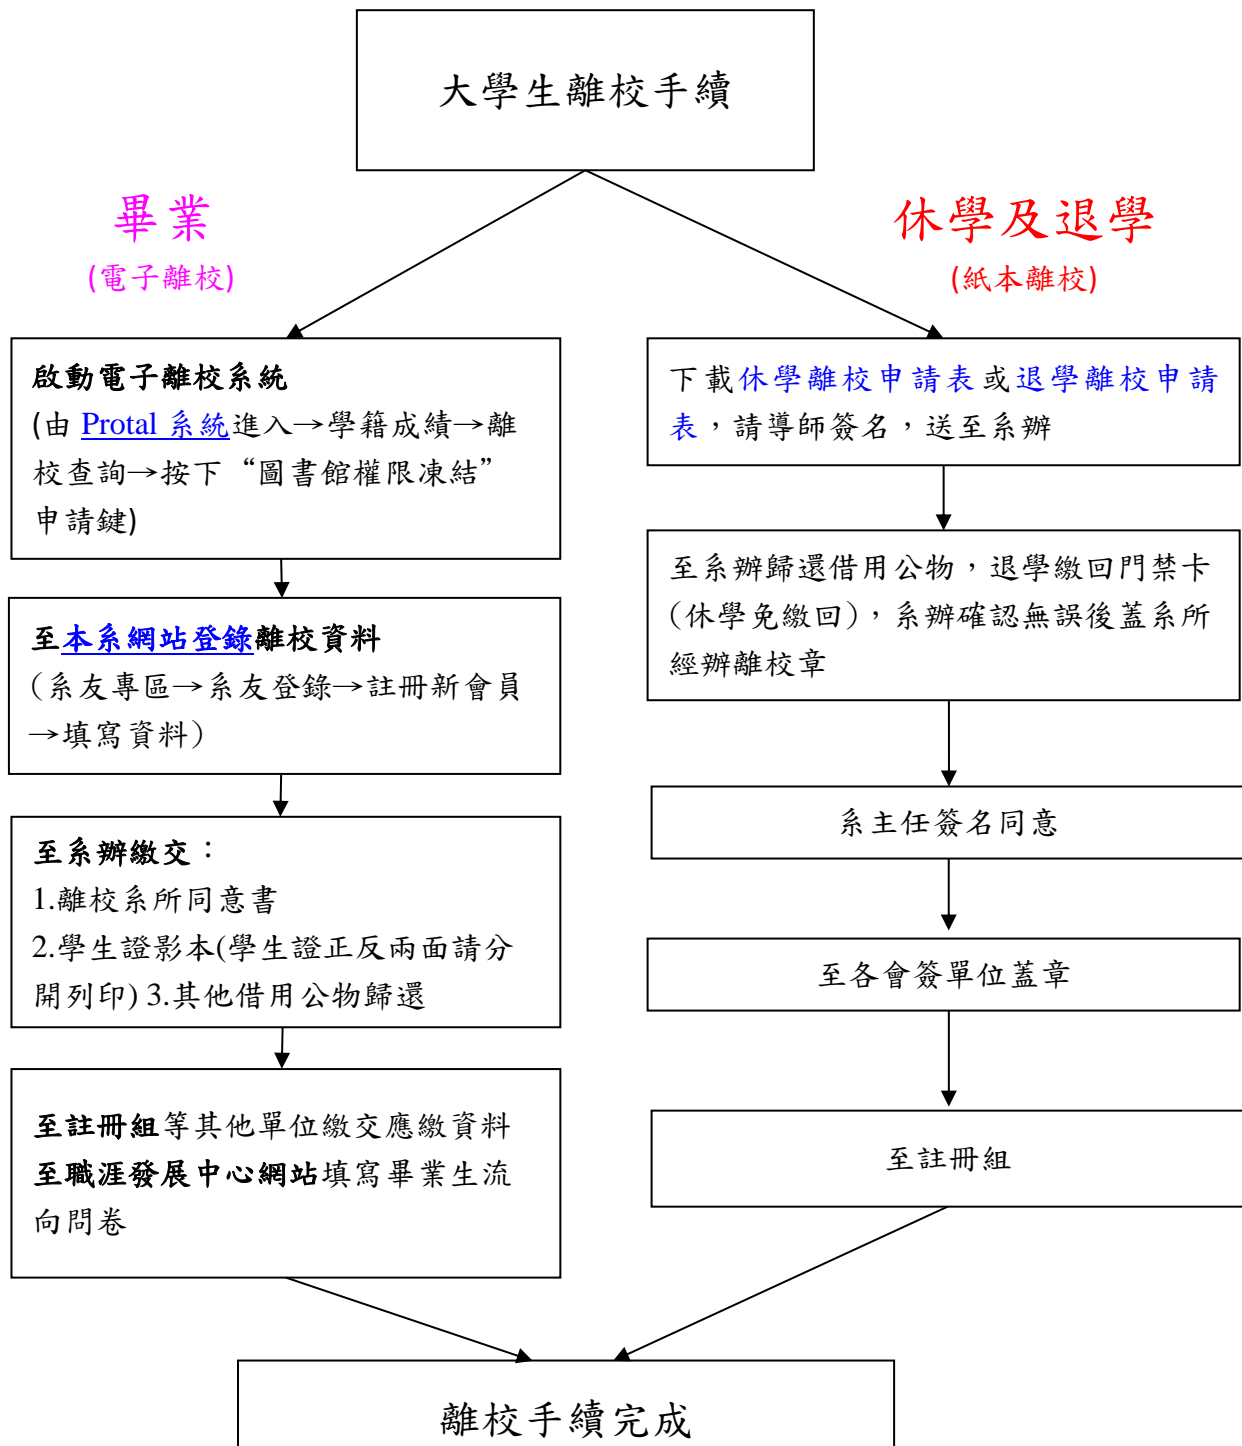 大學生離校手續
畢業
(電子離校)
休學及退學
(紙本離校)
啟動電子離校系統
(由 Protal 系統進入→學籍成績→離
校查詢→按下“圖書館權限凍結”
申請鍵)
至本系網站登錄離校資料
（系友專區→系友登錄→註冊新會員
→填寫資料）
至系辦繳交：
1.離校系所同意書
2.學生證影本(學生證正反兩面請分
開列印) 3.其他借用公物歸還
至註冊組等其他單位繳交應繳資料
至職涯發展中心網站填寫畢業生流
向問卷
下載休學離校申請表或退學離校申請
表，請導師簽名，送至系辦
至系辦歸還借用公物，退學繳回門禁卡
(休學免繳回)，系辦確認無誤後蓋系所
經辦離校章
系主任簽名同意
至各會簽單位蓋章
至註冊組
離校手續完成